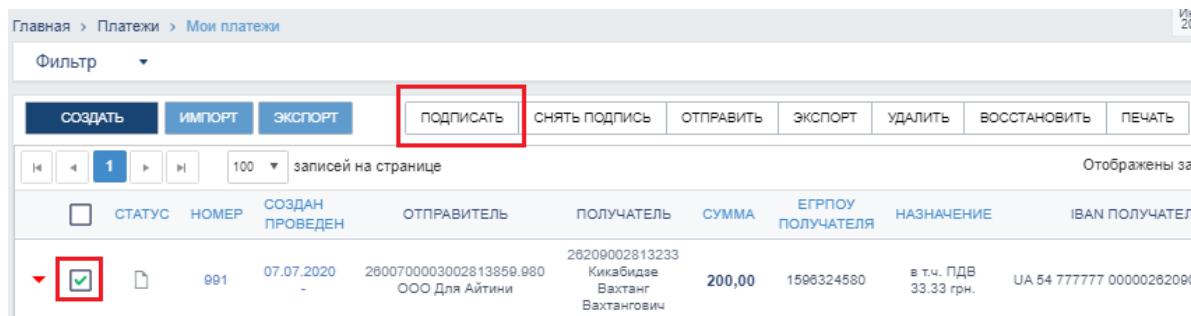 Главная > Платежи > Мои платежи
Фильтр
СОЗДАТЬ ИМПОРТ ЭКСПОРТ ПОДПИСАТЬ СНЯТЬ ПОДПИСЬ ОТПРАВИТЬ ЭКСПОРТ УДАЛИТЬ ВОССТАНОВИТЬ ПЕЧАТЬ
1 100 записей на странице Отображены за
СТАТУС НОМЕР СОЗДАН ПРОВЕДЕН ОТПРАВИТЕЛЬ ПОЛУЧАТЕЛЬ СУММА ЕГРПОУ ПОЛУЧАТЕЛЯ НАЗНАЧЕНИЕ IBAN ПОЛУЧАТЕЛ
991
07.07.2020
-
2600700003002813859.980
ООО Для Айтини
26209002813233
Кикабидзе
Вахтанг
Вахтангович
200,00
1596324580
в т.ч. ПДВ
33.33 грн.
UA 54 777777 0000026209